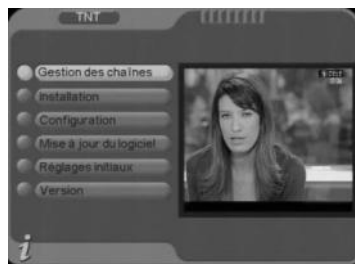 TNT
Gestion des chaînes
Installation
Configuration
Mise à jour du logiciel
Réglages initiaux
Version
i